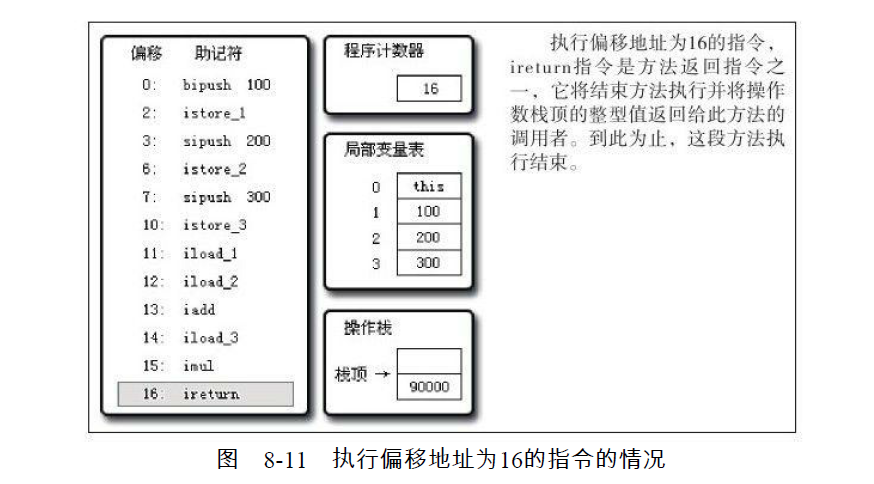 偏移 助记符
0: bipush 100
2: istore_1
3: sipush 200
6: istore_2
7: sipush 300
10: istore_3
11: iload_1
12: iload_2
13: iadd
14: iload_3
15: imul
16: ireturn
程序计数器
16
局部变量表
0 this
1 100
2 200
3 300
操作栈
栈顶 →
90000
执行偏移地址为16的指令，
ireturn指令是方法返回指令之
一，它将结束方法执行并将操作
数栈顶的整型值返回给此方法的
调用者。到此为止，这段方法执
行结束。
图 8-11 执行偏移地址为16的指令的情况